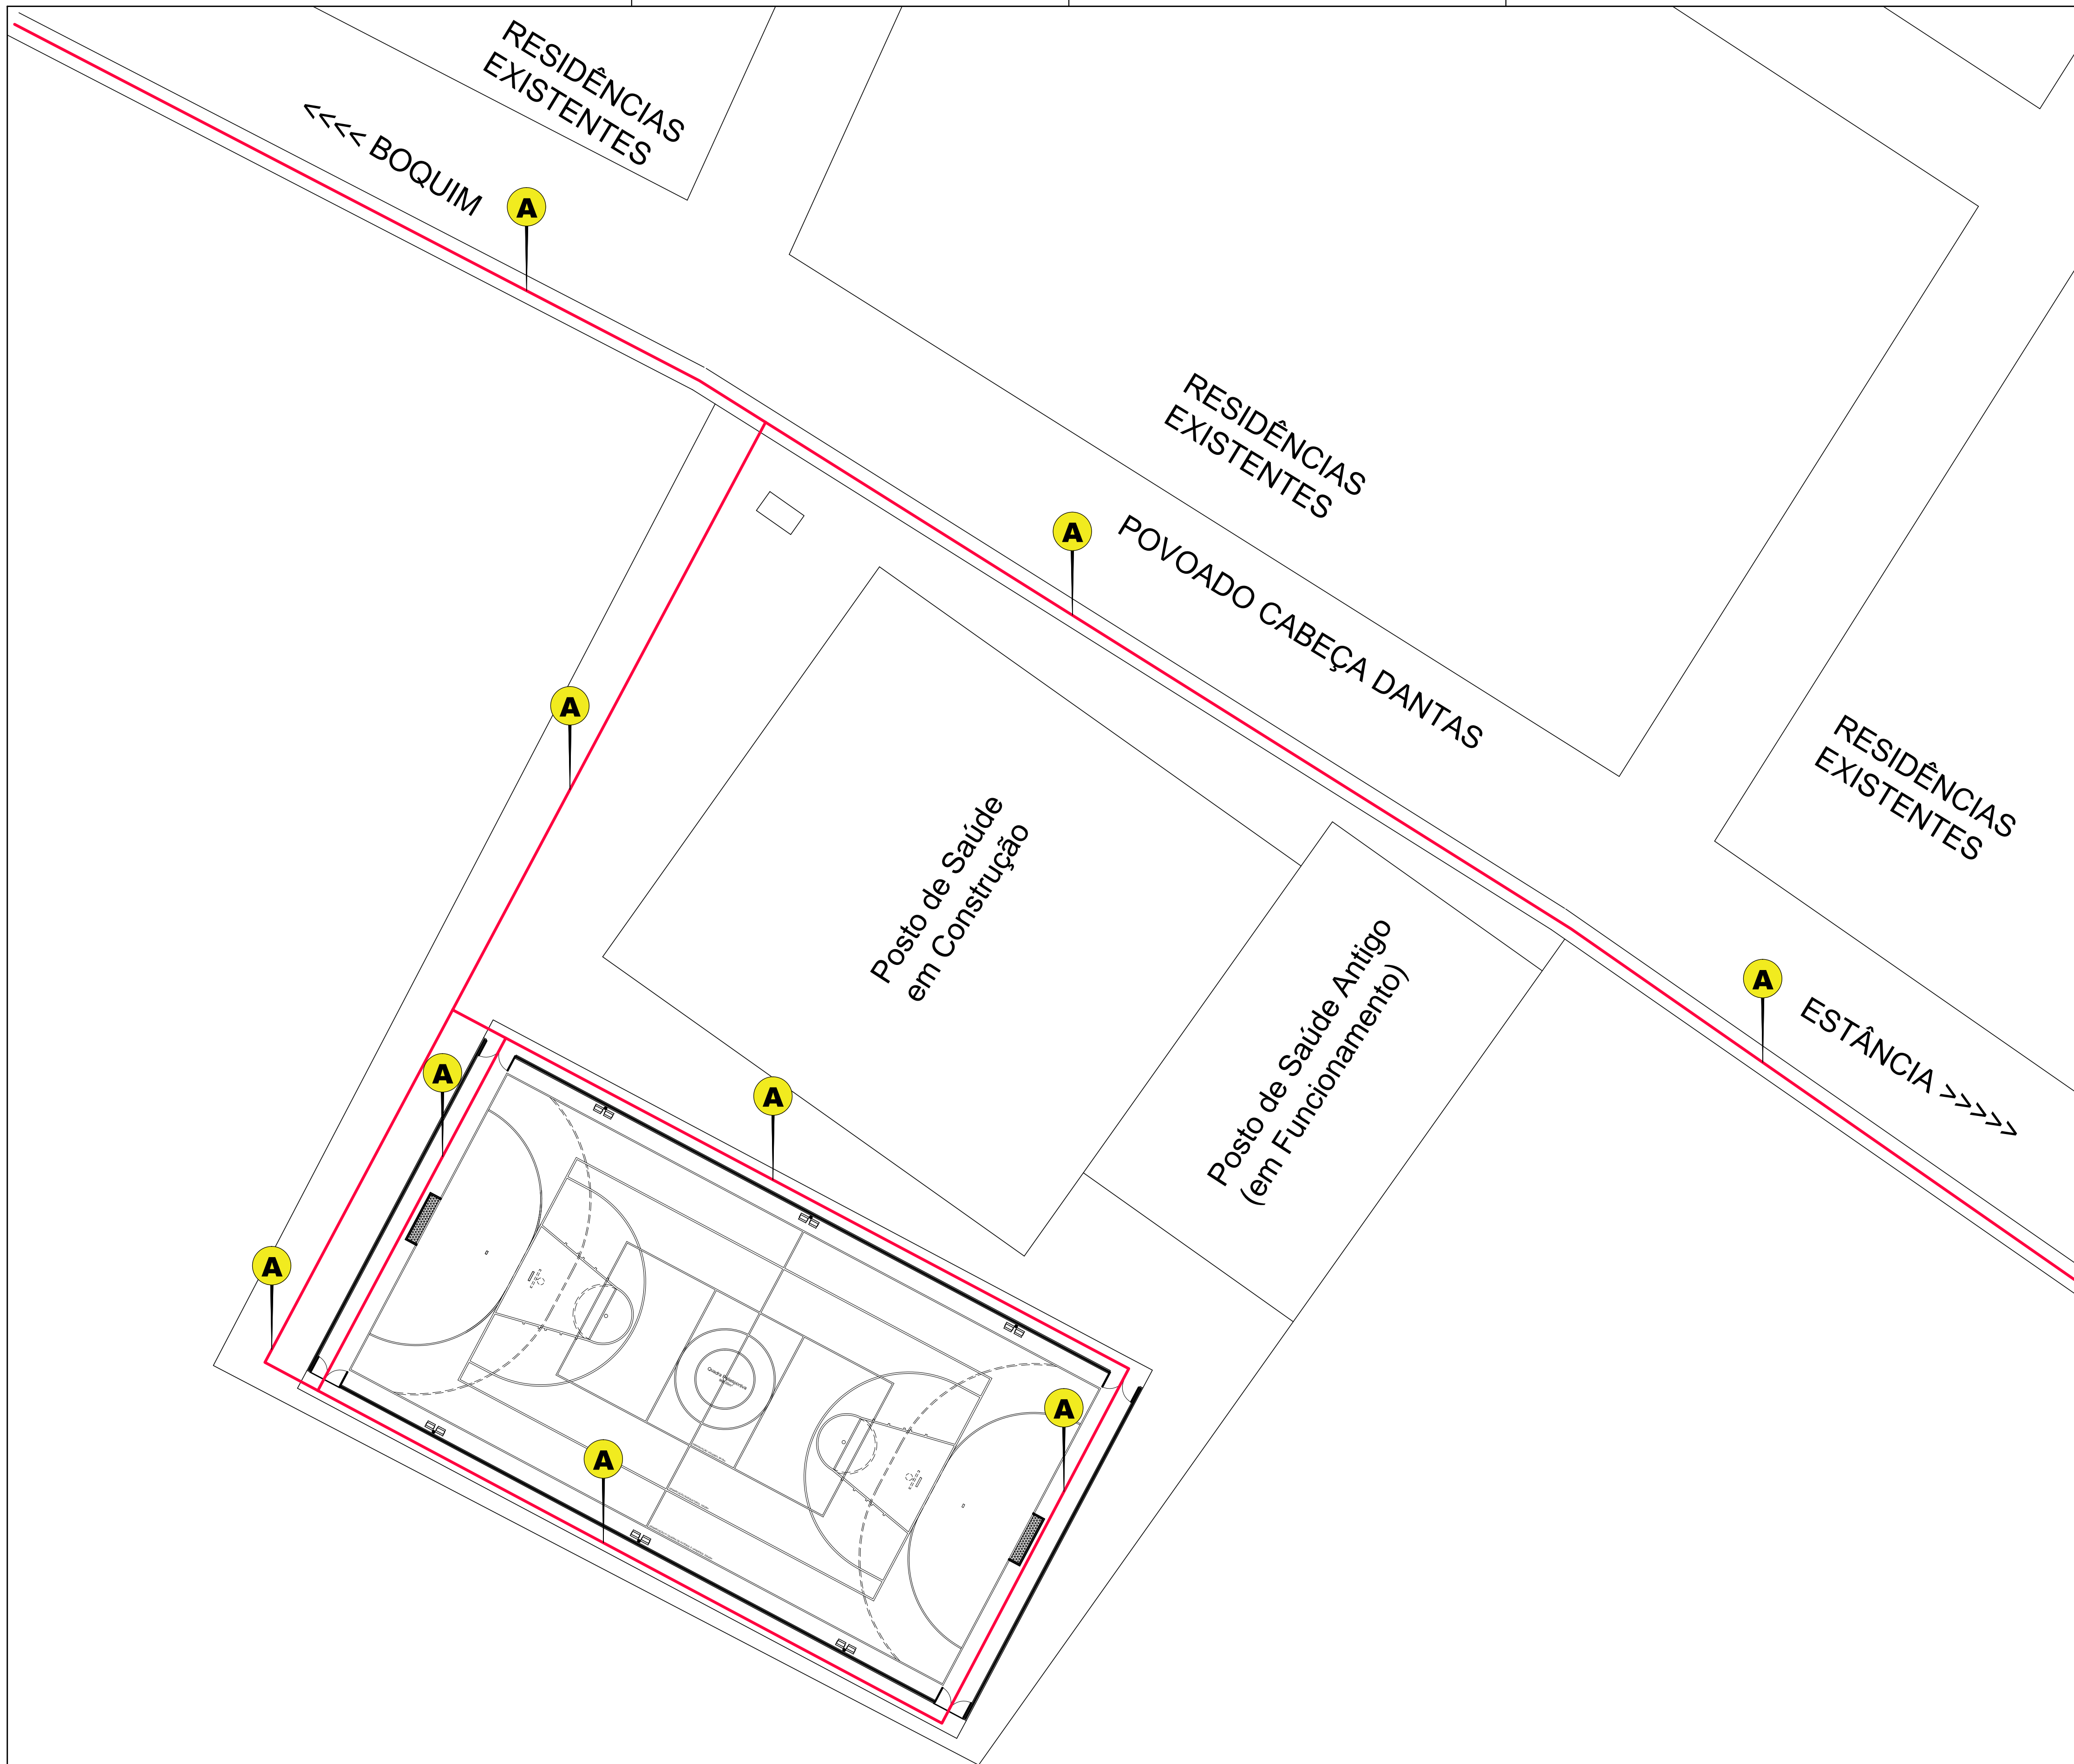 RESIDÊNCIAS
EXISTENTES
<<<< BOQUIM
A
RESIDÊNCIAS
EXISTENTES
A
POVOADO CABEÇA DANTAS
A
RESIDÊNCIAS
EXISTENTES
Posto de Saúde
em Construção
Posto de Saúde Antigo
(em Funcionamento)
A
ESTÂNCIA >>>>
A
A
A
A
A